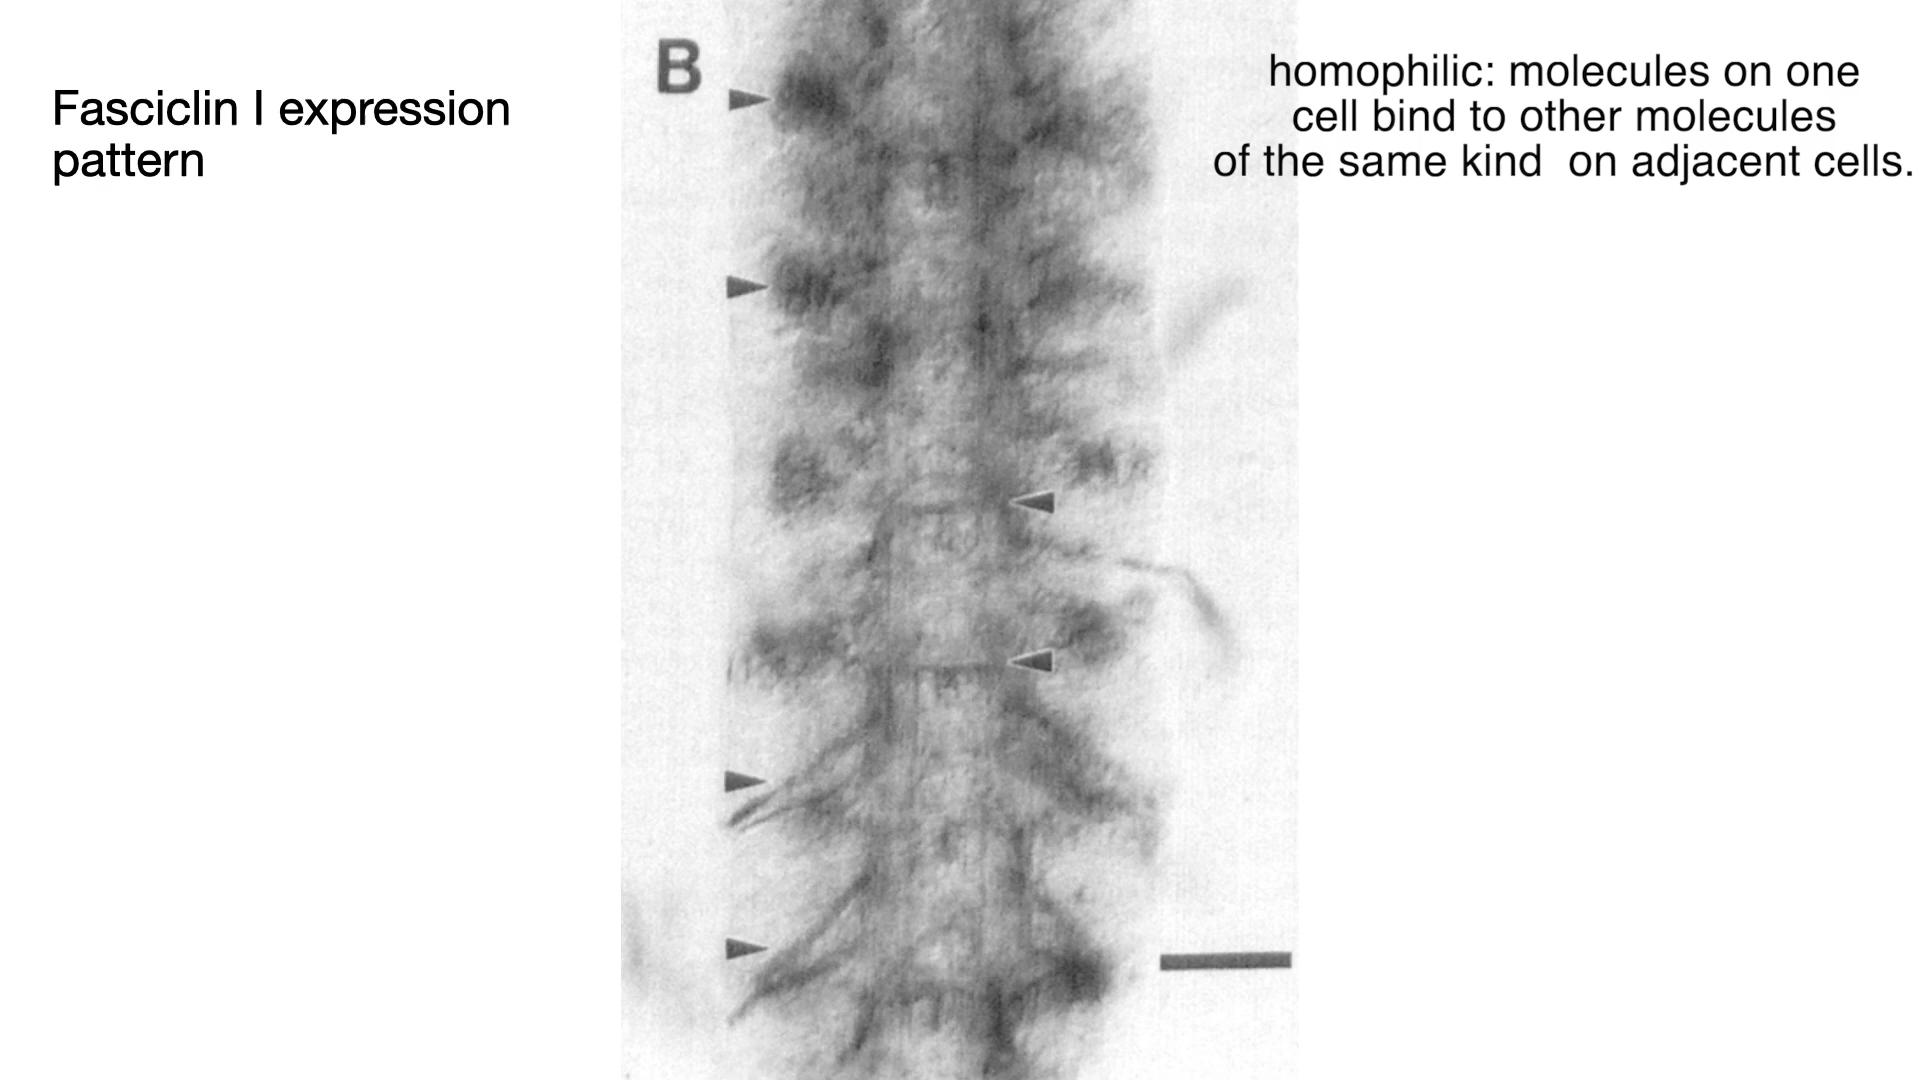 Fasciclin I expression
pattern
B
homophilic: molecules on one
cell bind to other molecules
of the same kind  on adjacent cells.